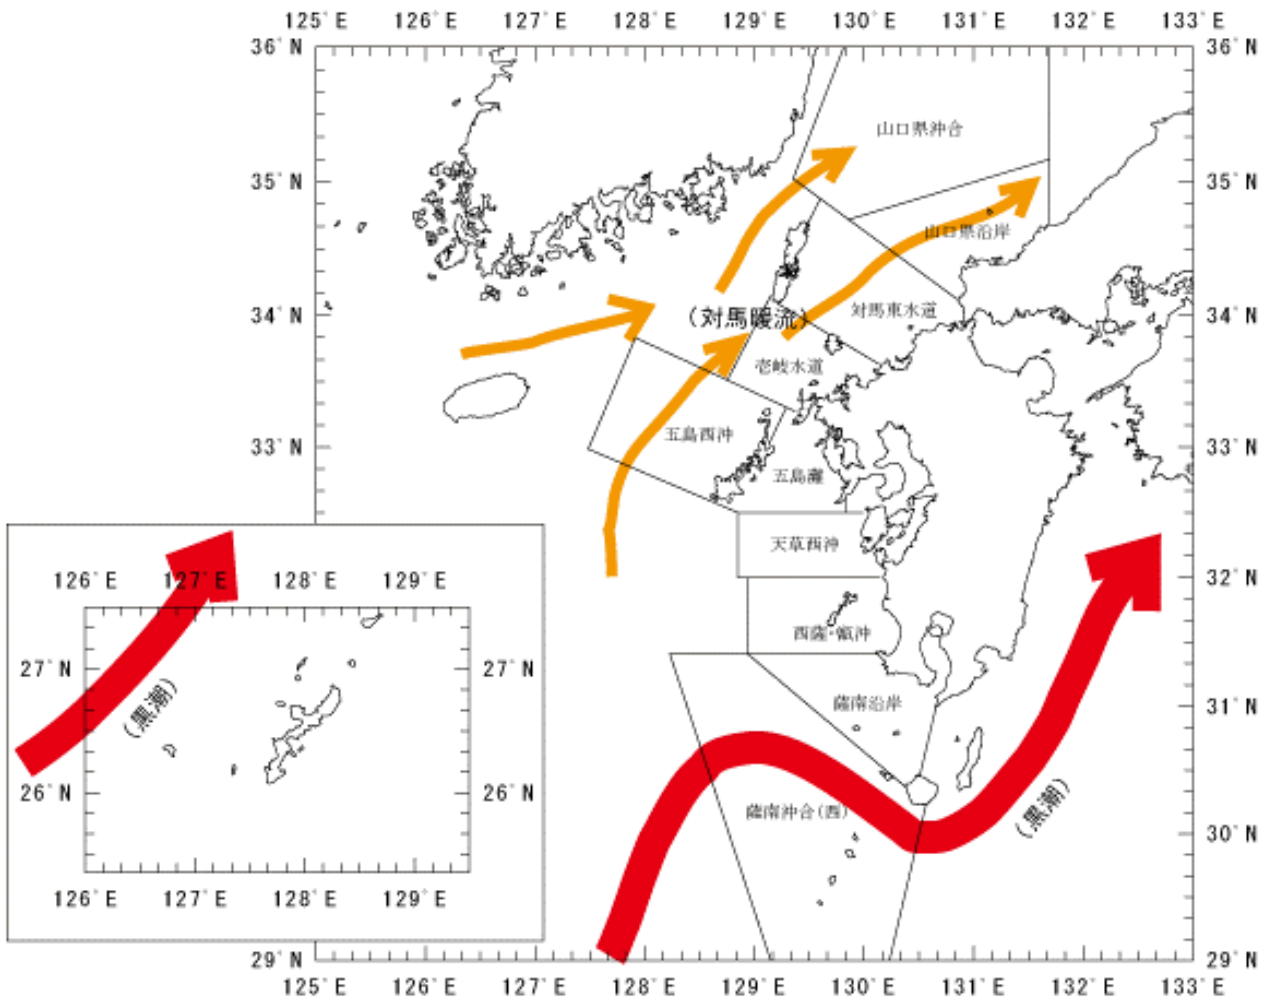 125°E 126°E 127°E 128°E 129°E 130°E 131°E 132°E 133°E
36°N 36°N
山口県沖合
35°N 35°N
山口県沿岸
対馬東水道
34°N (対馬暖流) 34°N
壱岐水道
五島西沖
33°N 33°N
五島灘
天草西沖
32°N
126°E 127°E 128°E 129°E
西薩・甑沖
27°N 27°N
(黒潮)
薩南沿岸
31°N
26°N 26°N
薩南沖合(西)
(黒潮)
30°N
126°E 127°E 128°E 129°E
29°N 29°N
125°E 126°E 127°E 128°E 129°E 130°E 131°E 132°E 133°E